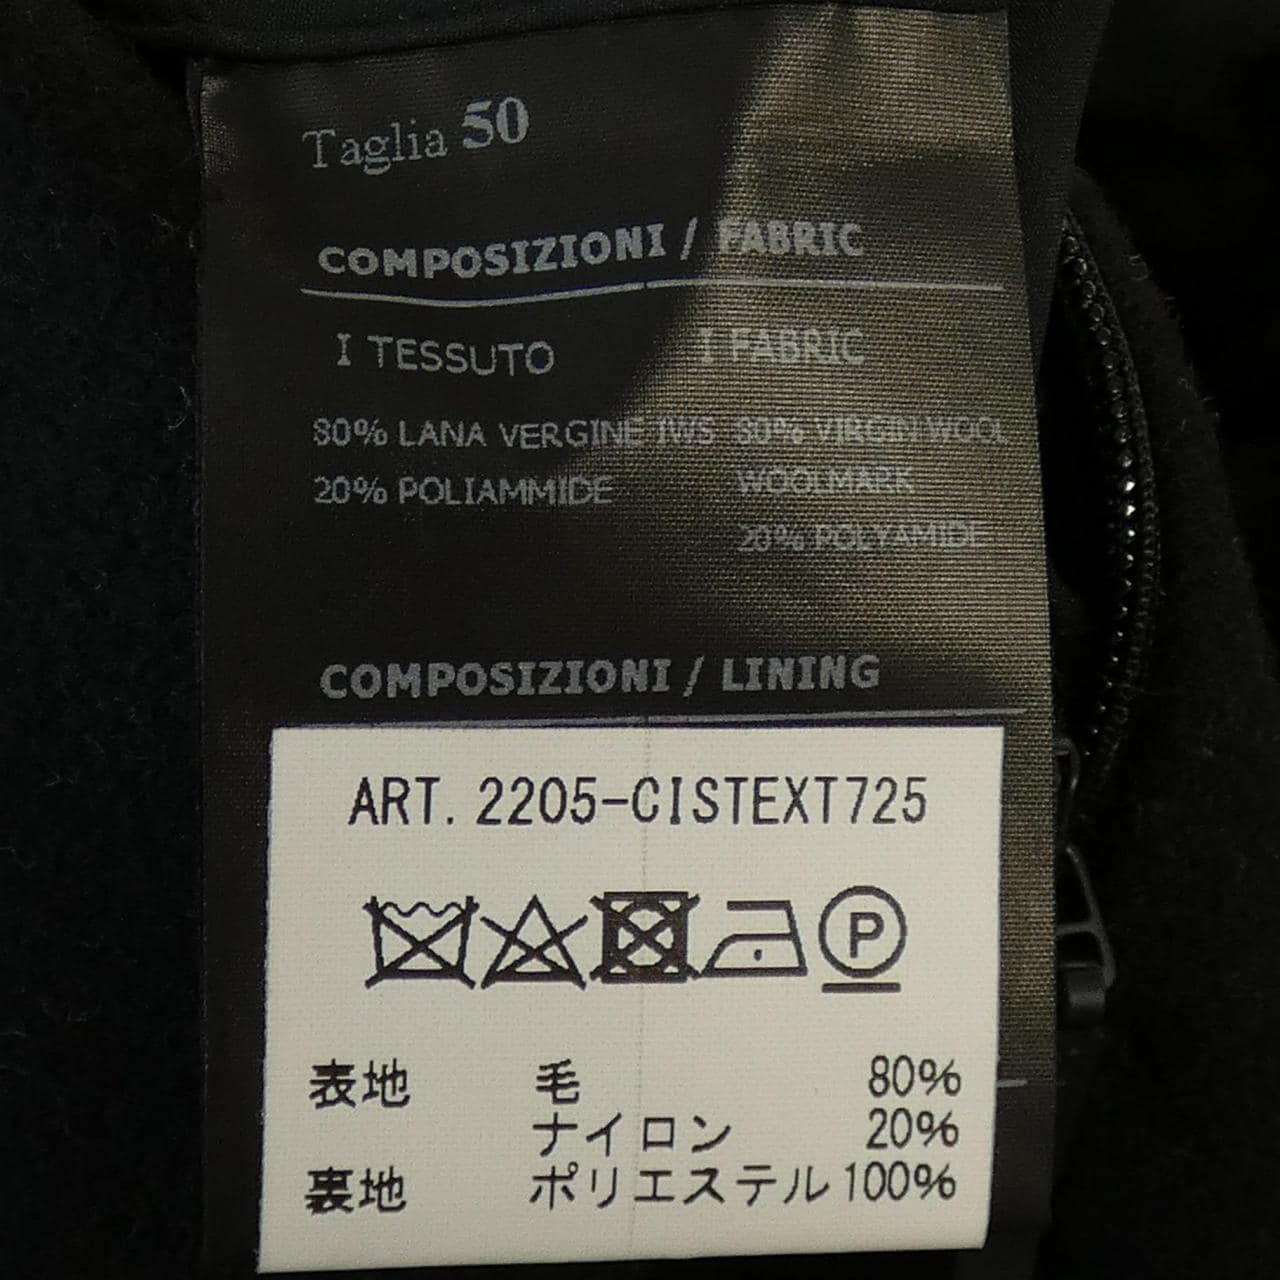 Taglia 50
COMPOSIZIONI / FABRIC
I TESSUTO I FABRIC
80% LANA VERGINE IWS 80% VIRGIN WOOL
20% POLIAMMIDE WOOLMARK
20% POLYAMIDE
COMPOSIZIONI / LINING
ART. 2205-CISTEXT725
P
表地 毛 80%
ナイロン 20%
裏地 ポリエステル 100%